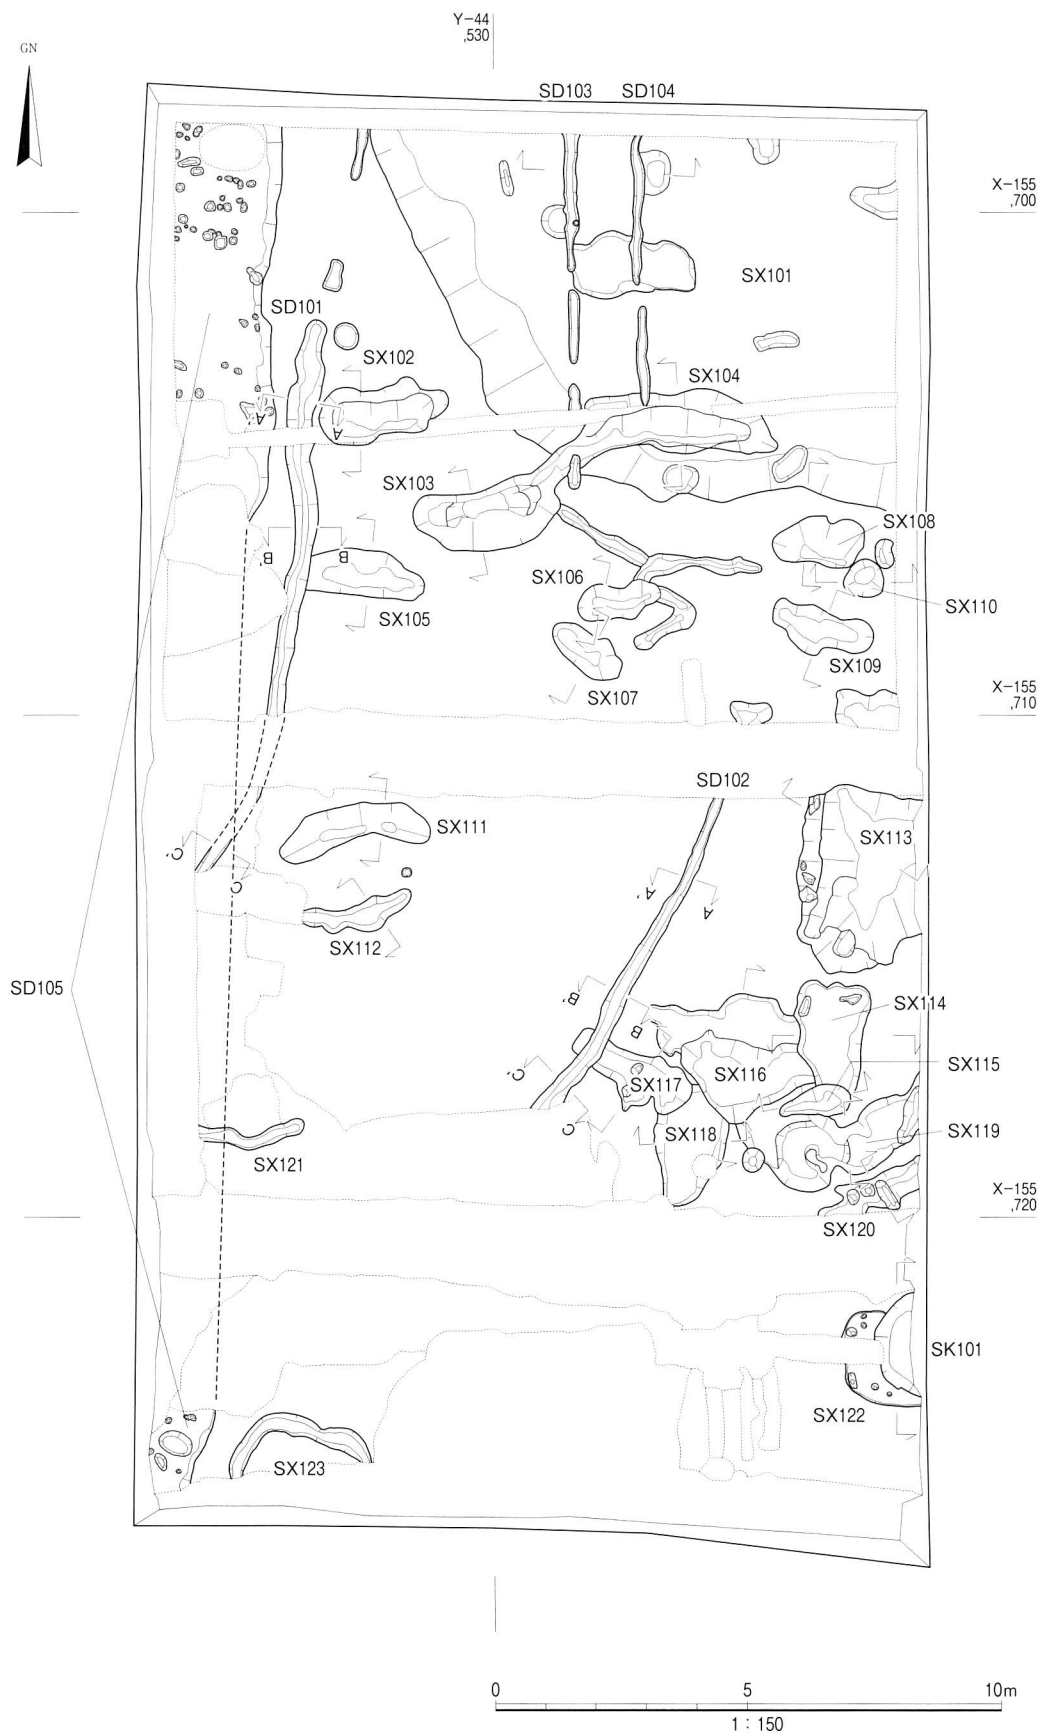 Y-44
,530
GN
SD103 SD104
X-155
,700
SX101
SD101
SX102
SX104
A' A
SX103
SX108
B' B
SX106
SX105
SX110
SX109
SX107
X-155
,710
SD102
SX111
SX113
C' C
A' A
SX112
SD105
B' B
SX114
SX115
C' C
SX117
SX116
SX118
SX119
SX121
X-155
,720
SX120
SK101
SX122
SX123
0 5 10m
1 : 150